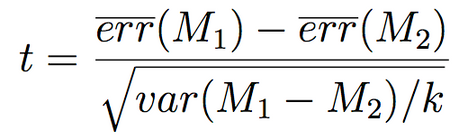 t = \frac{\overline{err}(M_1) - \overline{err}(M_2)}{\sqrt{var(M_1 - M_2)/k}}